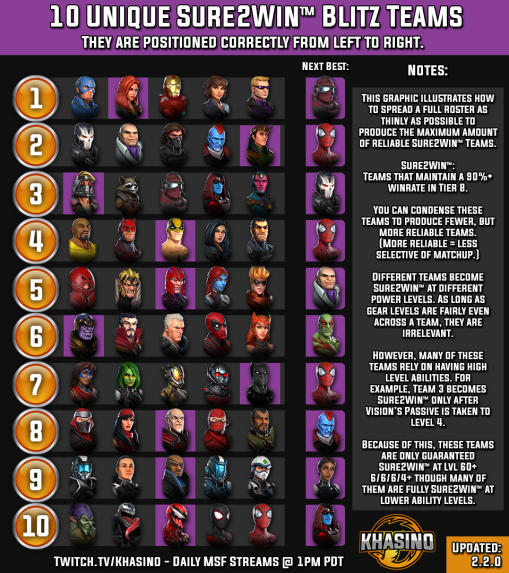 10 Unique Sure2Win™ Blitz Teams
They are positioned correctly from left to right.
Next Best:
Notes:
1
2
3
4
5
6
7
8
9
10
This graphic illustrates how
to spread a full roster as
thinly as possible to
produce the maximum amount
of reliable Sure2Win™ Teams.
Sure2Win™:
Teams that maintain a 90%+
winrate in Tier 8.
You can condense these
teams to produce fewer, but
more reliable teams.
(More reliable = less
selective of matchup.)
Different teams become
Sure2Win™ at different
power levels. As long as
gear levels are fairly even
across a team, they are
irrelevant.
However, many of these
teams rely on having high
level abilities. For
example, Team 3 becomes
Sure2Win™ only after
Vision's Passive is taken to
level 4.
Because of this, these teams
are only guaranteed
Sure2Win™ at lvl 60+
6/6/6/4+ though many of
them are fully Sure2Win™ at
lower ability levels.
Twitch.tv/Khasino - Daily MSF Streams @ 1PM PDT
KHASINO
Updated:
2.2.0